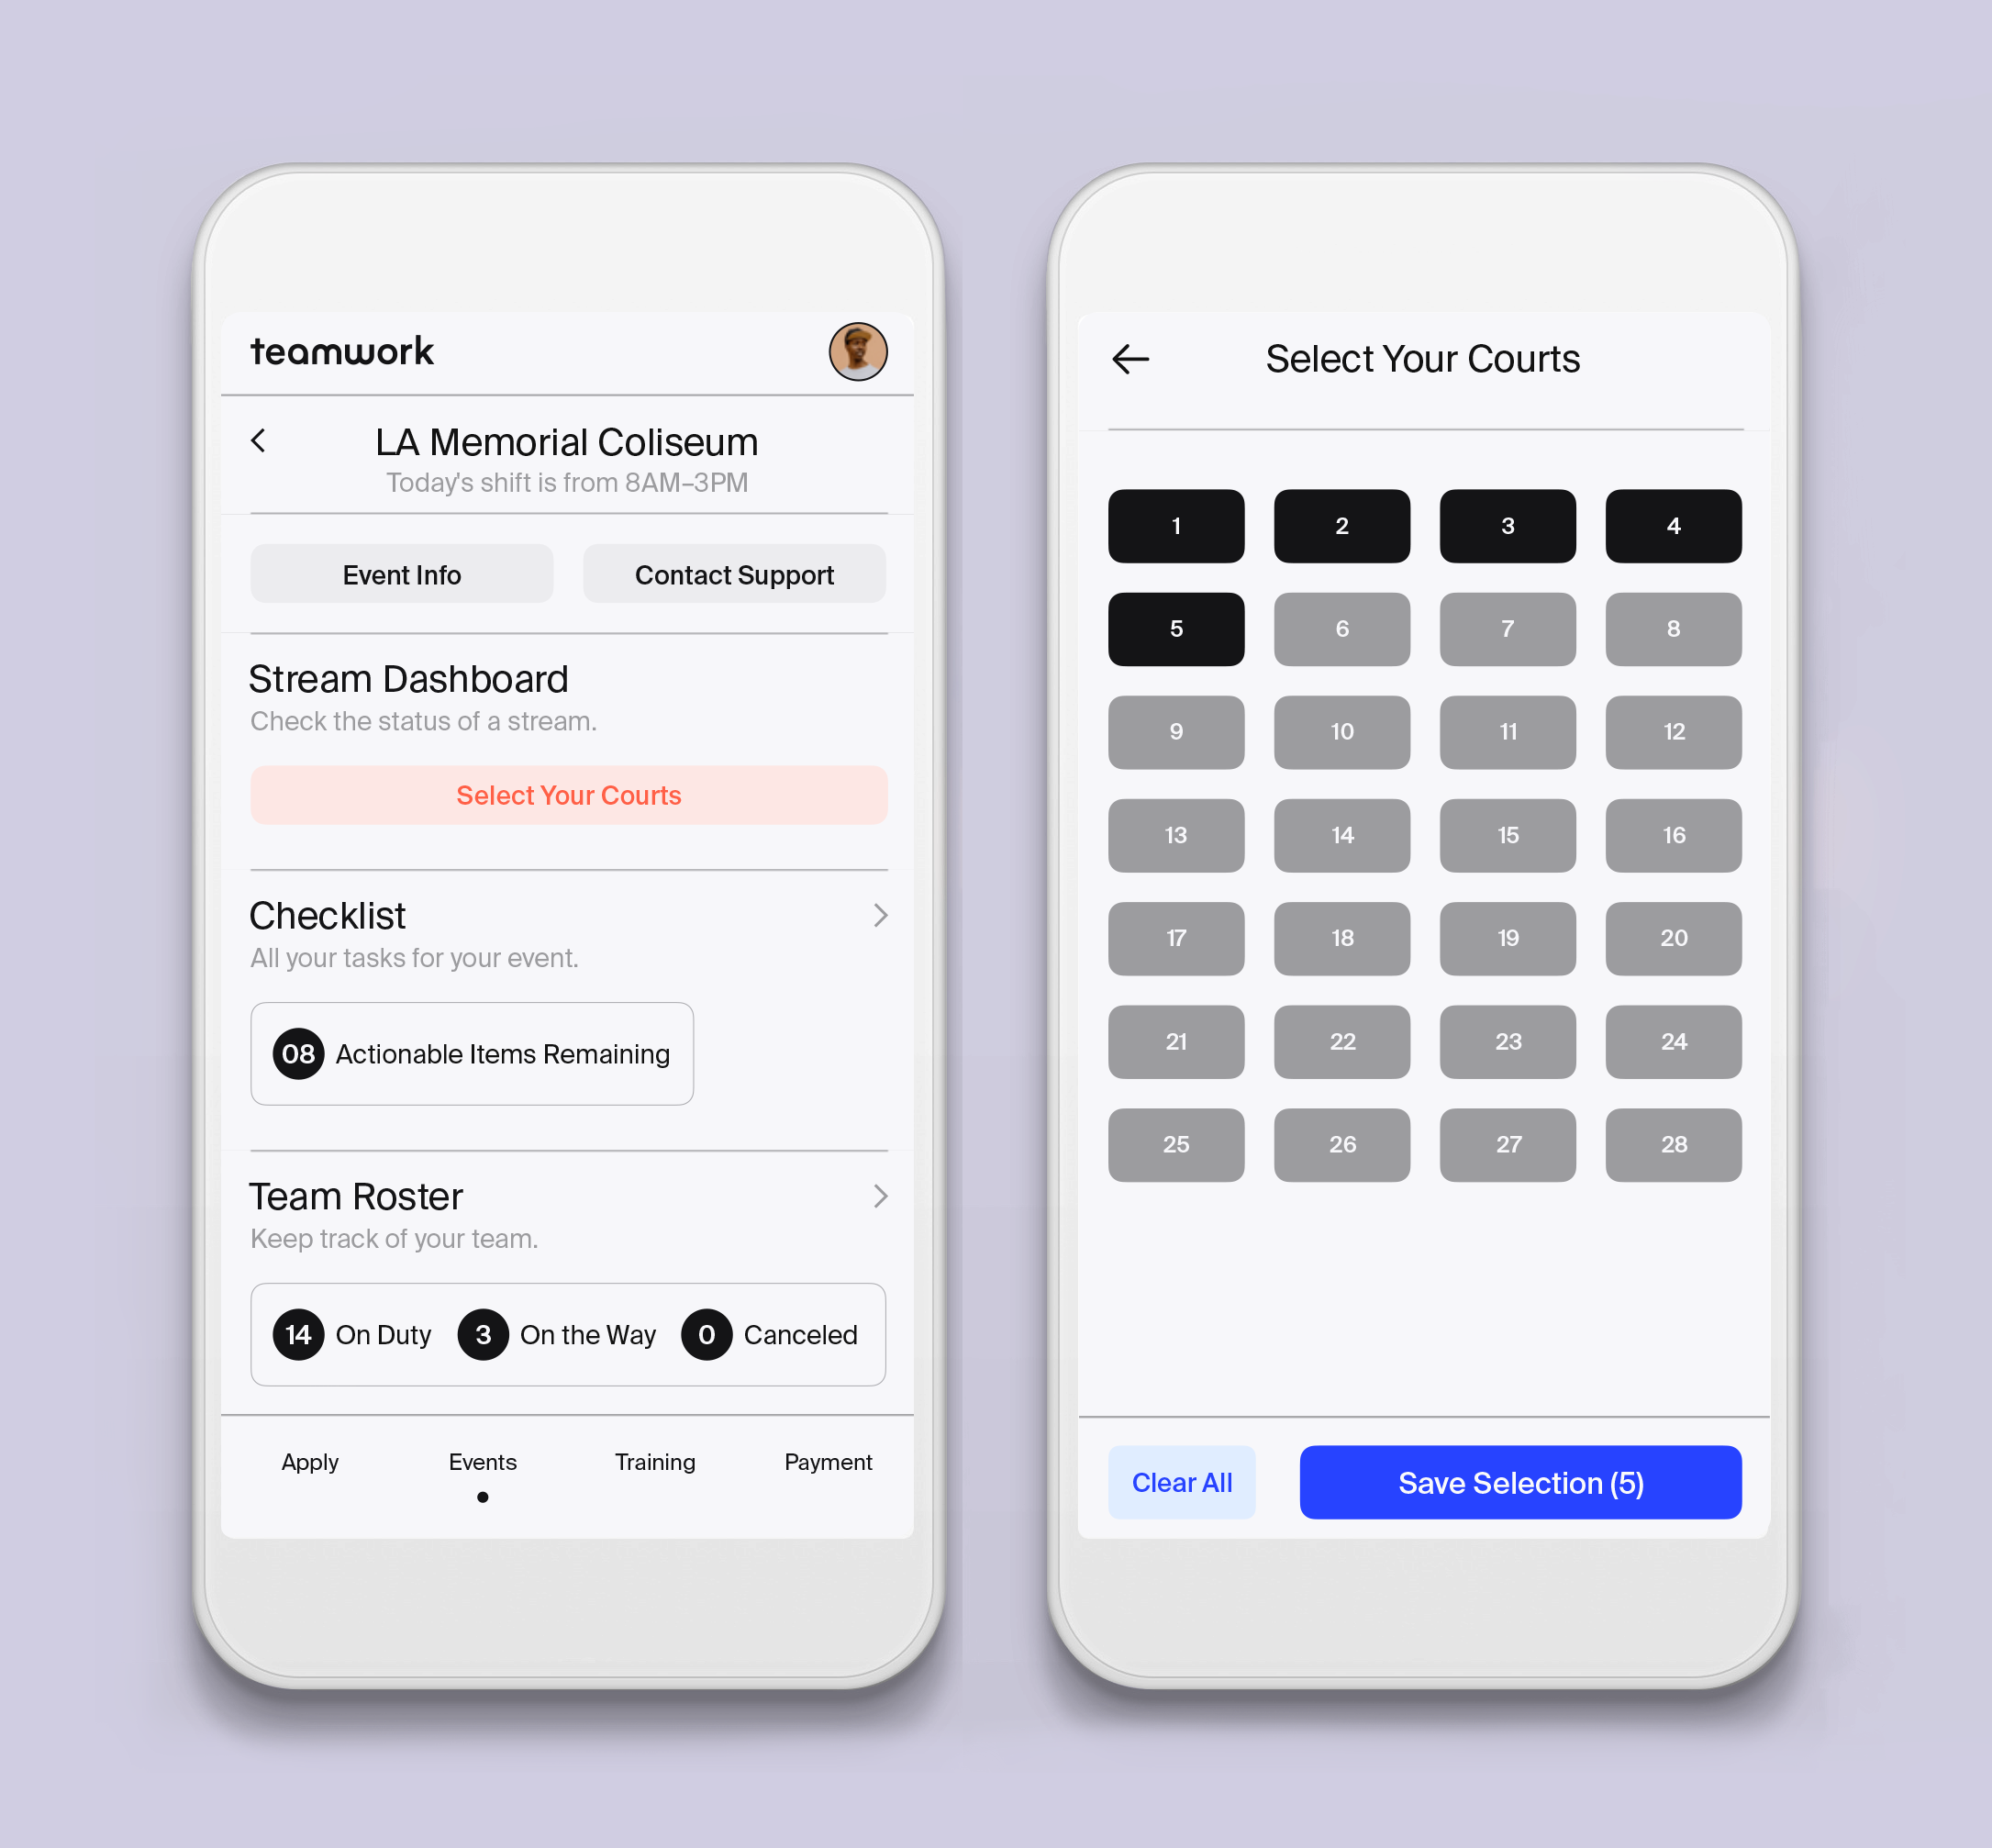 teamwork
LA Memorial Coliseum
Today's shift is from 8AM–3PM
Event Info
Contact Support
Stream Dashboard
Check the status of a stream.
Select Your Courts
Checklist
All your tasks for your event.
08 Actionable Items Remaining
Team Roster
Keep track of your team.
14 On Duty 3 On the Way 0 Canceled
Apply Events Training Payment
Select Your Courts
1 2 3 4
5 6 7 8
9 10 11 12
13 14 15 16
17 18 19 20
21 22 23 24
25 26 27 28
Clear All
Save Selection (5)